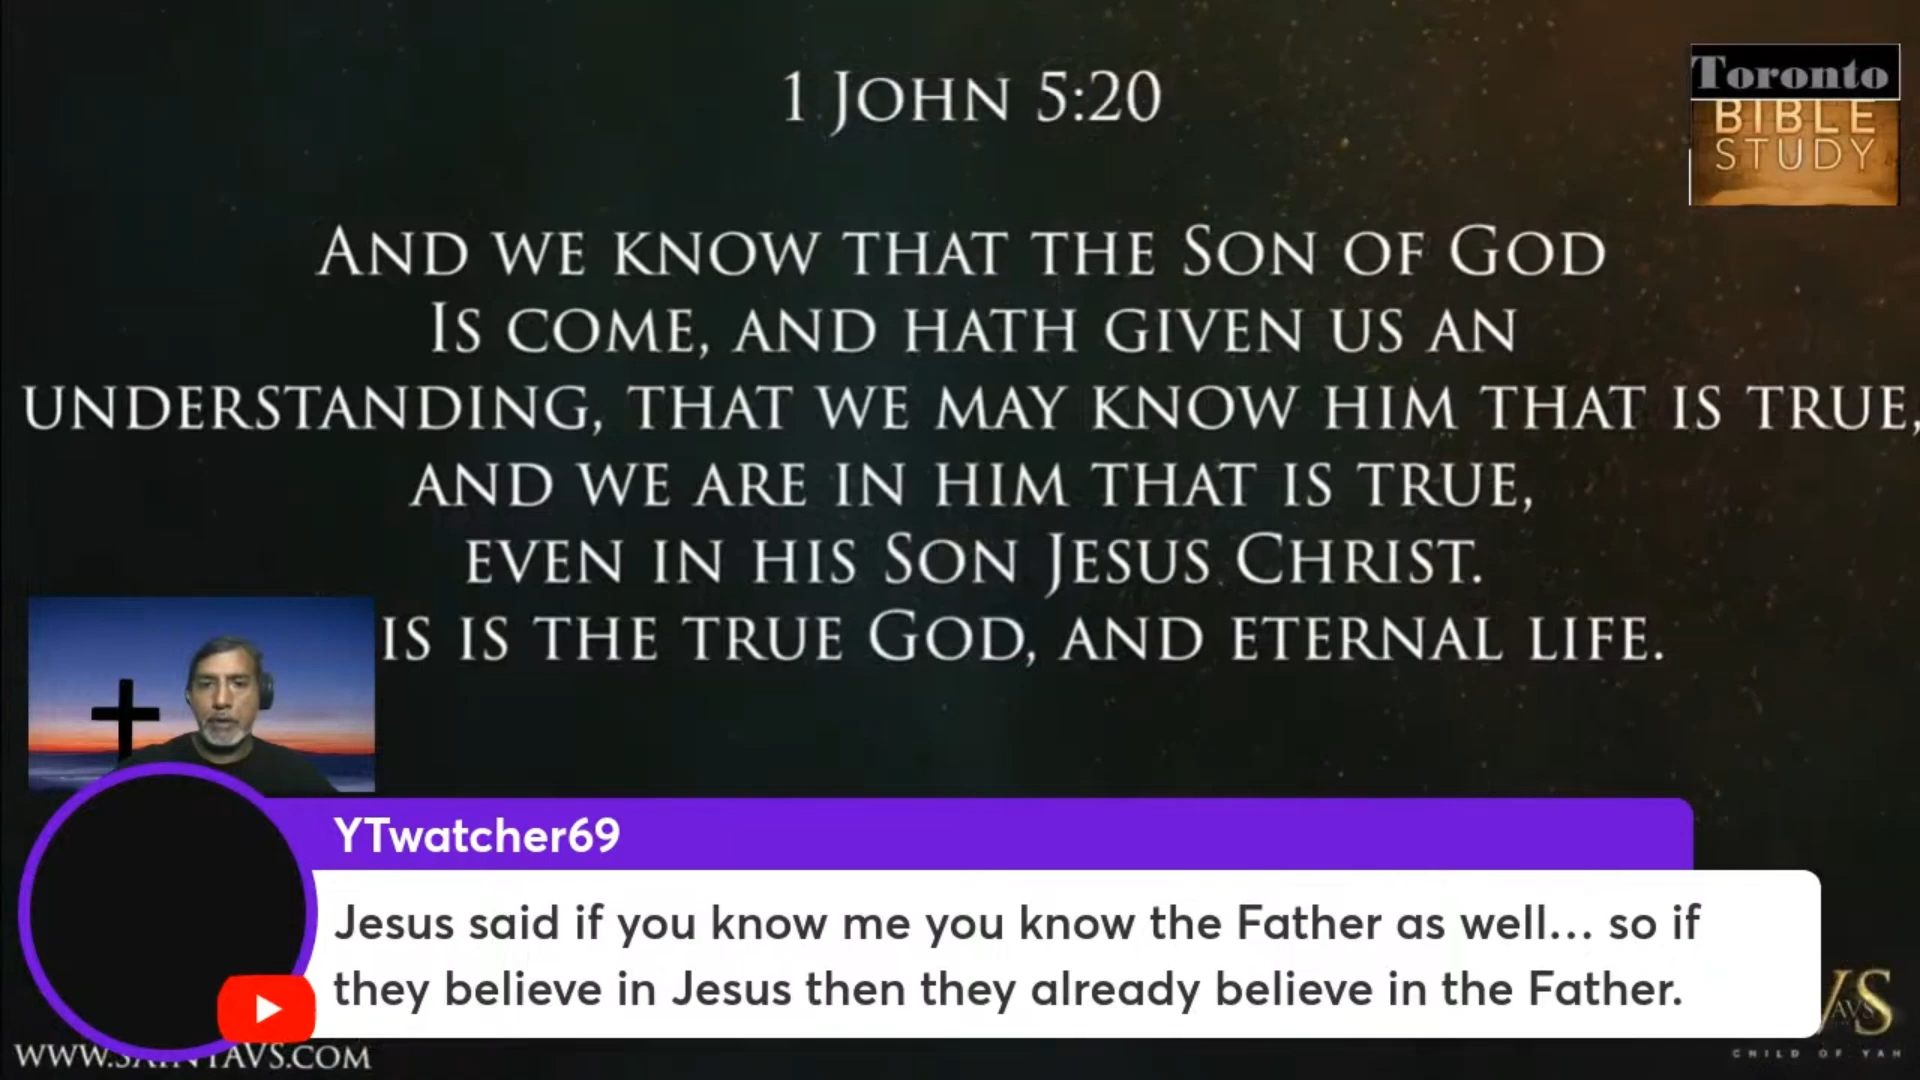 1 John 5:20
Toronto
BIBLE
STUDY
And we know that the Son of God
Is come, and hath given us an
understanding, that we may know him that is true,
and we are in him that is true,
even in his Son Jesus Christ.
is is the true God, and eternal life.
YTwatcher69
Jesus said if you know me you know the Father as well... so if
they believe in Jesus then they already believe in the Father.
AVS
CHILD OF YAH